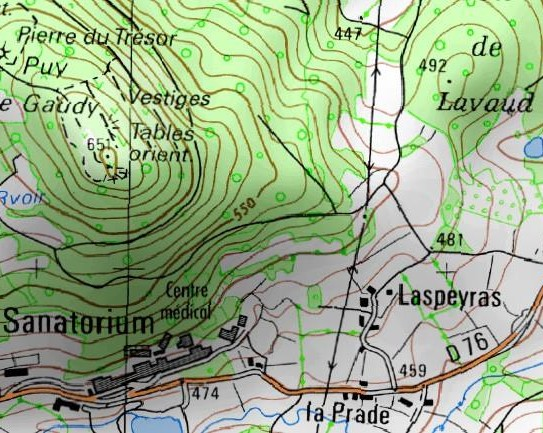 t.
Pierre du Trésor
447
de
492
Puy
Lavaud
e Gaudy
Vestiges
Tables
orient.
651
Rvoir
550
481
Centre
médical
Laspeyras
Sanatorium
D 76
459
474
la Prade